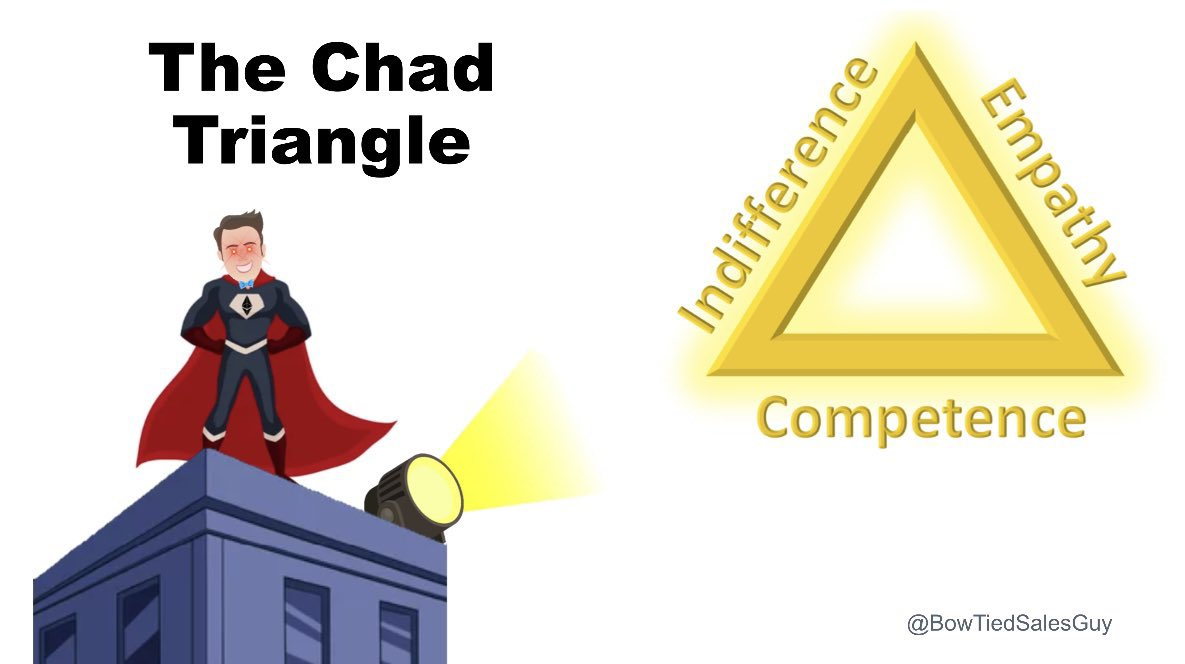 The Chad
Triangle
Indifference
Empathy
Competence
@BowTiedSalesGuy